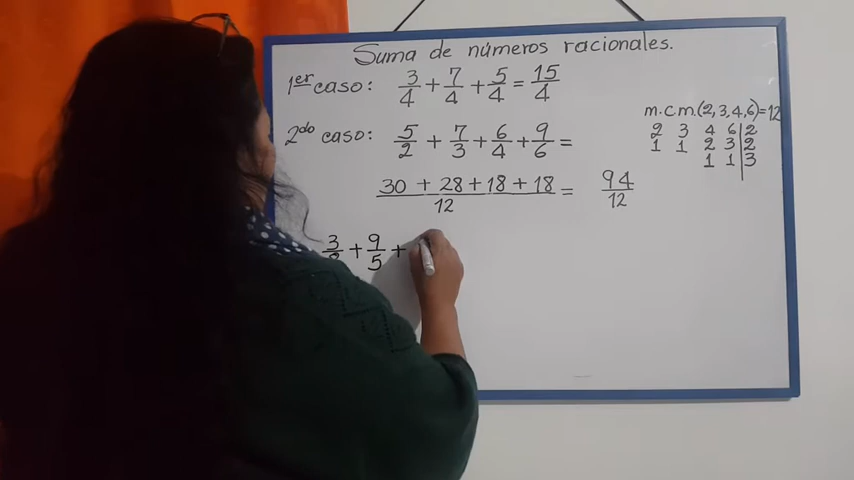 Suma de números racionales.
1er caso: 3/4 + 7/4 + 5/4 = 15/4
m.c.m.(2,3,4,6)=12
2 3 4 6 | 2
1 1 2 3 | 2
1 1 | 3
2do caso: 5/2 + 7/3 + 6/4 + 9/6 =
30 + 28 + 18 + 18 / 12 = 94/12
3/ + 9/5 +